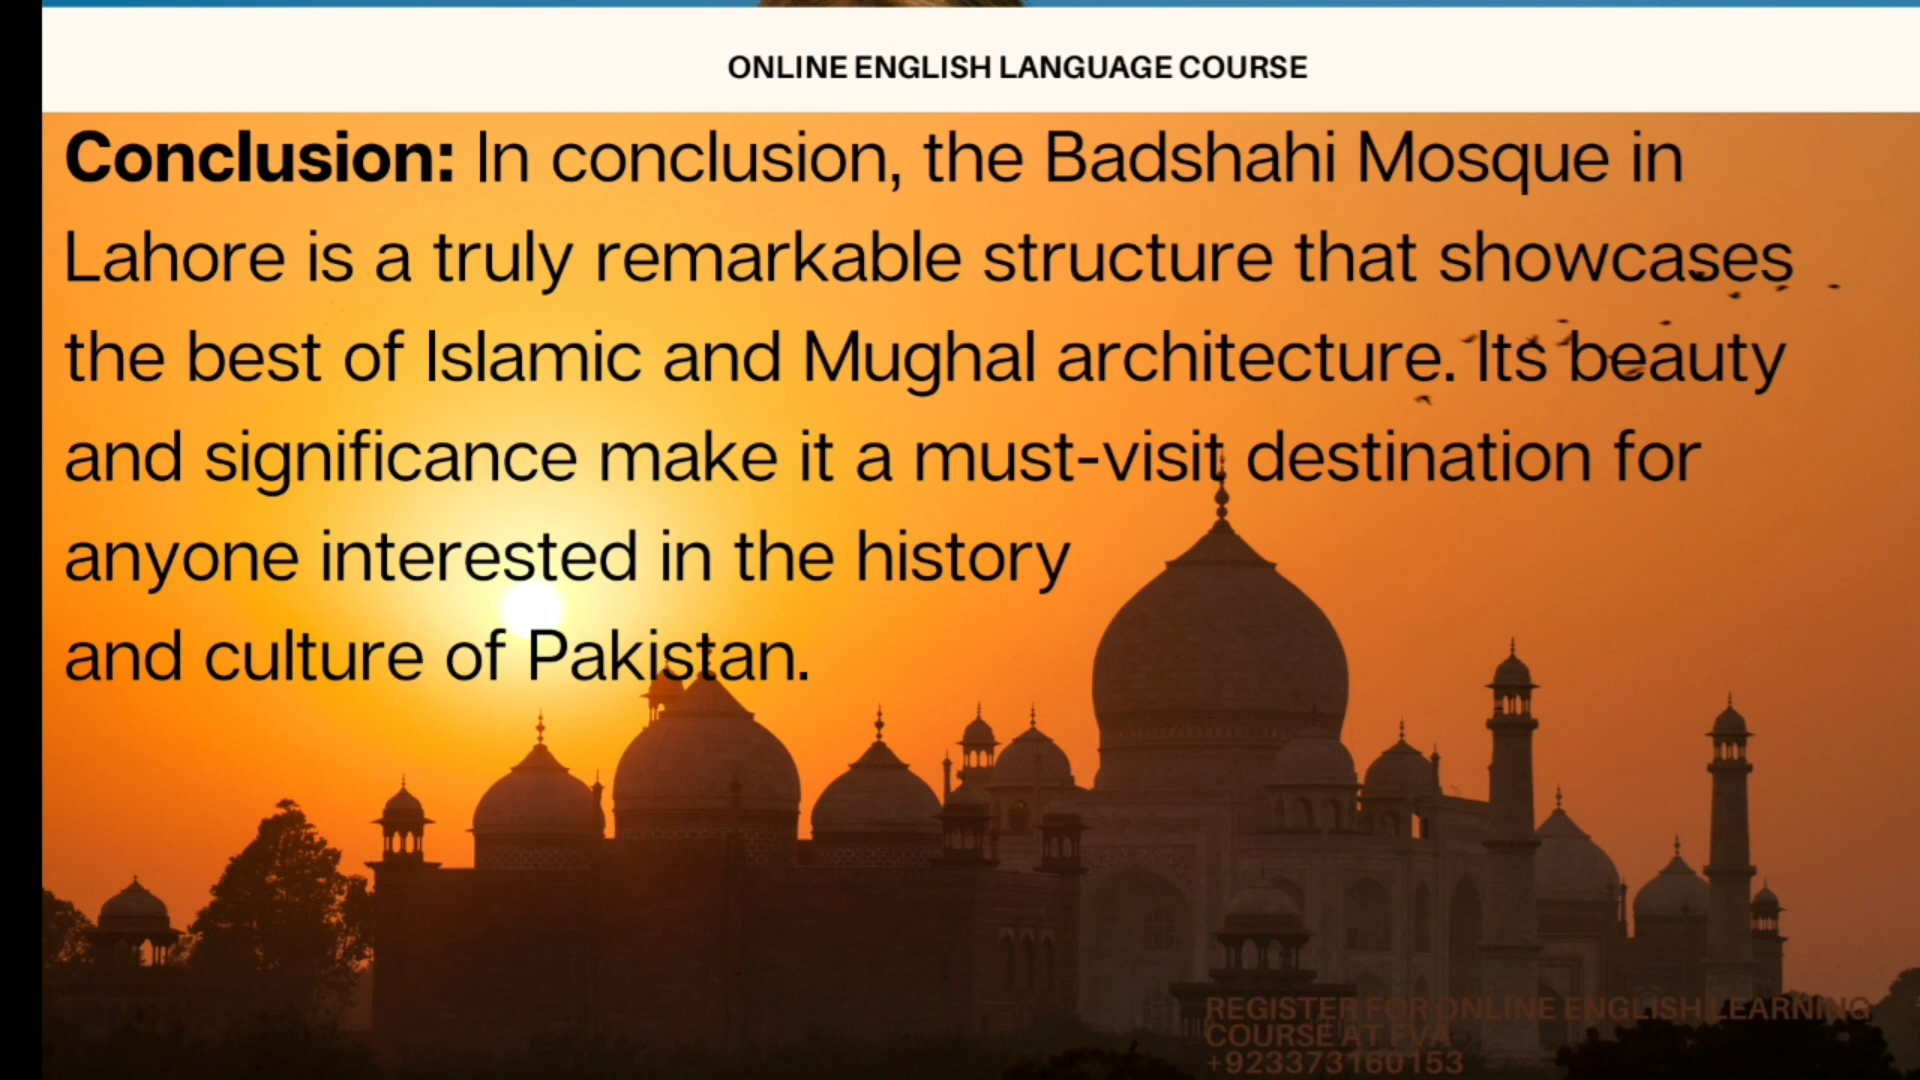 ONLINE ENGLISH LANGUAGE COURSE
Conclusion: In conclusion, the Badshahi Mosque in
Lahore is a truly remarkable structure that showcases
the best of Islamic and Mughal architecture. Its beauty
and significance make it a must-visit destination for
anyone interested in the history
and culture of Pakistan.
REGISTER FOR ONLINE ENGLISH LEARNING
COURSE AT FVA
+923373160153